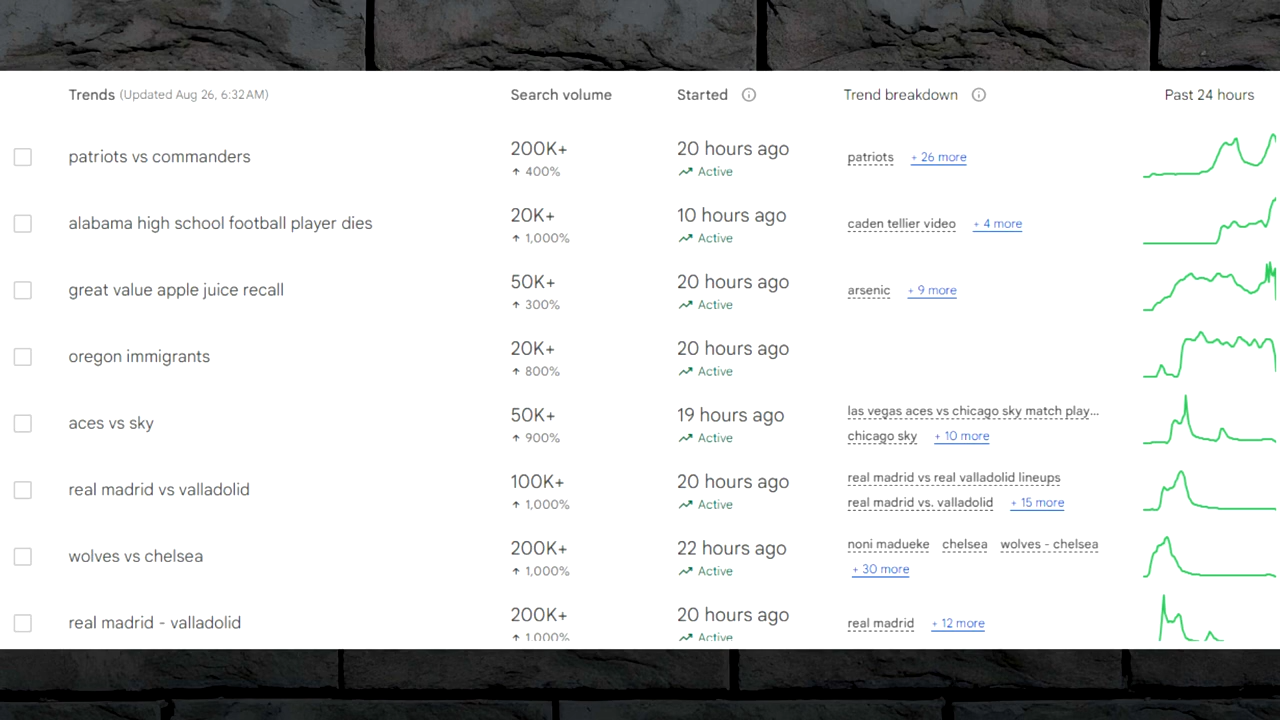 Trends (Updated Aug 26, 6:32 AM) Search volume Started Trend breakdown Past 24 hours
patriots vs commanders 200K+ 20 hours ago patriots + 26 more
↑ 400% Active
alabama high school football player dies 20K+ 10 hours ago caden tellier video + 4 more
↑ 1,000% Active
great value apple juice recall 50K+ 20 hours ago arsenic + 9 more
↑ 300% Active
oregon immigrants 20K+ 20 hours ago
↑ 800% Active
aces vs sky 50K+ 19 hours ago las vegas aces vs chicago sky match play...
↑ 900% Active chicago sky + 10 more
real madrid vs valladolid 100K+ 20 hours ago real madrid vs real valladolid lineups
↑ 1,000% Active real madrid vs. valladolid + 15 more
wolves vs chelsea 200K+ 22 hours ago noni madueke chelsea wolves - chelsea
↑ 1,000% Active + 30 more
real madrid - valladolid 200K+ 20 hours ago real madrid + 12 more
↑ 1,000% Active